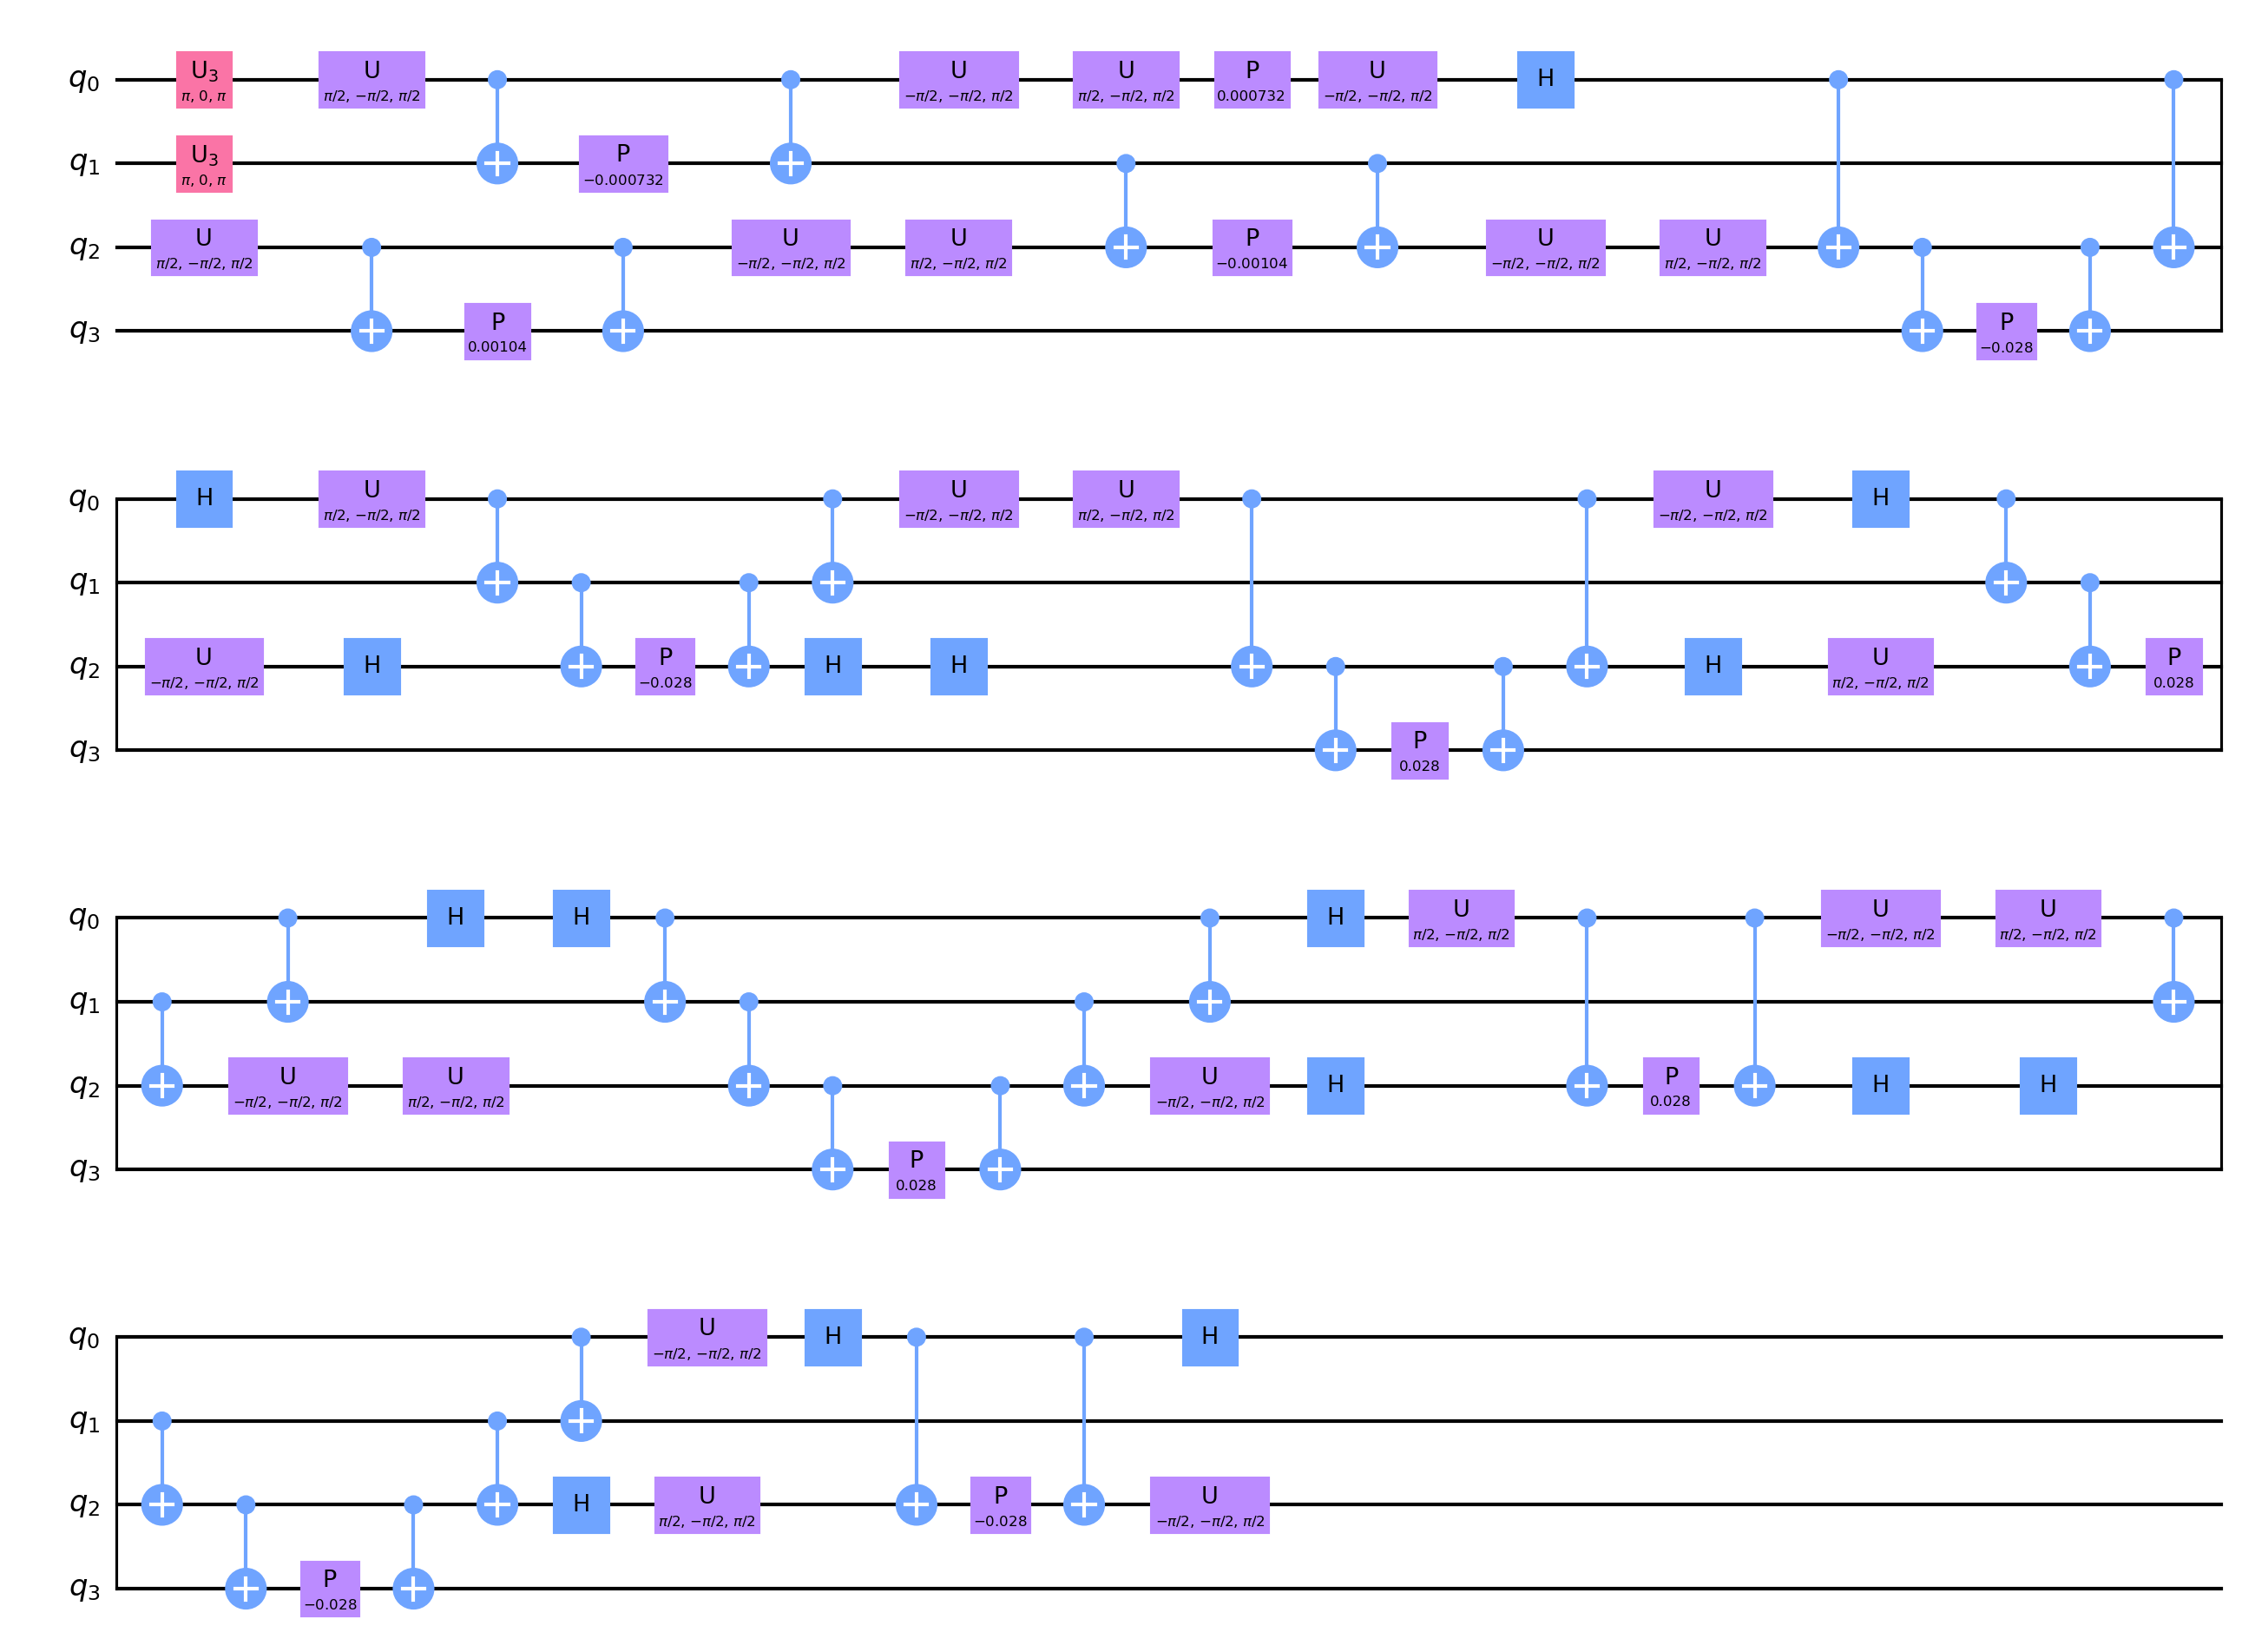 q₀ U₃ U U U P U H
π, 0, π π/2, −π/2, π/2 −π/2, −π/2, π/2 π/2, −π/2, π/2 0.000732 −π/2, −π/2, π/2
q₁ U₃ P
π, 0, π −0.000732
q₂ U U U P U U
π/2, −π/2, π/2 −π/2, −π/2, π/2 π/2, −π/2, π/2 −0.00104 −π/2, −π/2, π/2 π/2, −π/2, π/2
q₃ P P
0.00104 −0.028
q₀ H U U U U H
π/2, −π/2, π/2 −π/2, −π/2, π/2 π/2, −π/2, π/2 −π/2, −π/2, π/2
q₁
q₂ U H P H H H U P
−π/2, −π/2, π/2 −0.028 π/2, −π/2, π/2 0.028
q₃ P
0.028
q₀ H H H U U U
π/2, −π/2, π/2 −π/2, −π/2, π/2 π/2, −π/2, π/2
q₁
q₂ U U U H P H H
−π/2, −π/2, π/2 π/2, −π/2, π/2 −π/2, −π/2, π/2 0.028
q₃ P
0.028
q₀ U H H
−π/2, −π/2, π/2
q₁
q₂ H U P U
π/2, −π/2, π/2 −0.028 −π/2, −π/2, π/2
q₃ P
−0.028